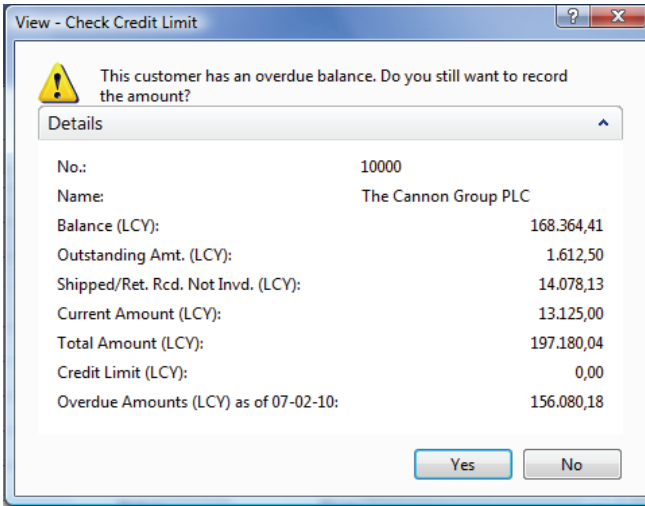 View - Check Credit Limit
This customer has an overdue balance. Do you still want to record
the amount?
Details
No.: 10000
Name: The Cannon Group PLC
Balance (LCY): 168.364,41
Outstanding Amt. (LCY): 1.612,50
Shipped/Ret. Rcd. Not Invd. (LCY): 14.078,13
Current Amount (LCY): 13.125,00
Total Amount (LCY): 197.180,04
Credit Limit (LCY): 0,00
Overdue Amounts (LCY) as of 07-02-10: 156.080,18
Yes No